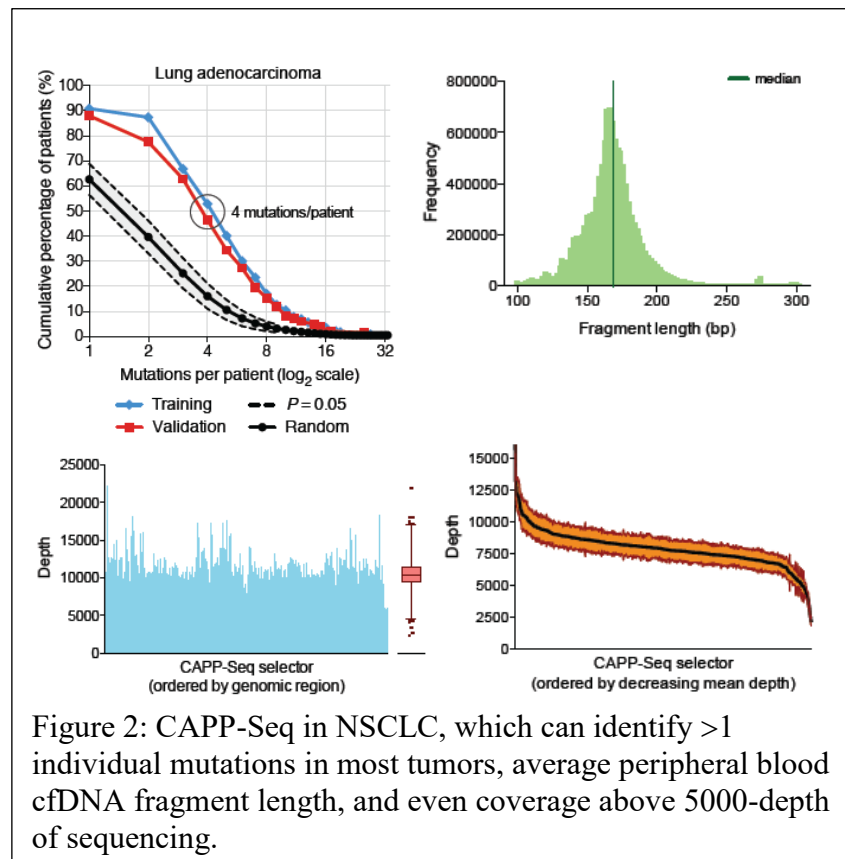 Lung adenocarcinoma
Cumulative percentage of patients (%)
100
90
80
70
60
50
40
30
20
10
0
4 mutations/patient
1 2 4 8 16 32
Mutations per patient (log2 scale)
Training P = 0.05
Validation Random
median
Frequency
800000
600000
400000
200000
0
100 150 200 250 300
Fragment length (bp)
Depth
25000
20000
15000
10000
5000
0
CAPP-Seq selector
(ordered by genomic region)
Depth
15000
12500
10000
7500
5000
2500
0
CAPP-Seq selector
(ordered by decreasing mean depth)
Figure 2: CAPP-Seq in NSCLC, which can identify >1
individual mutations in most tumors, average peripheral blood
cfDNA fragment length, and even coverage above 5000-depth
of sequencing.